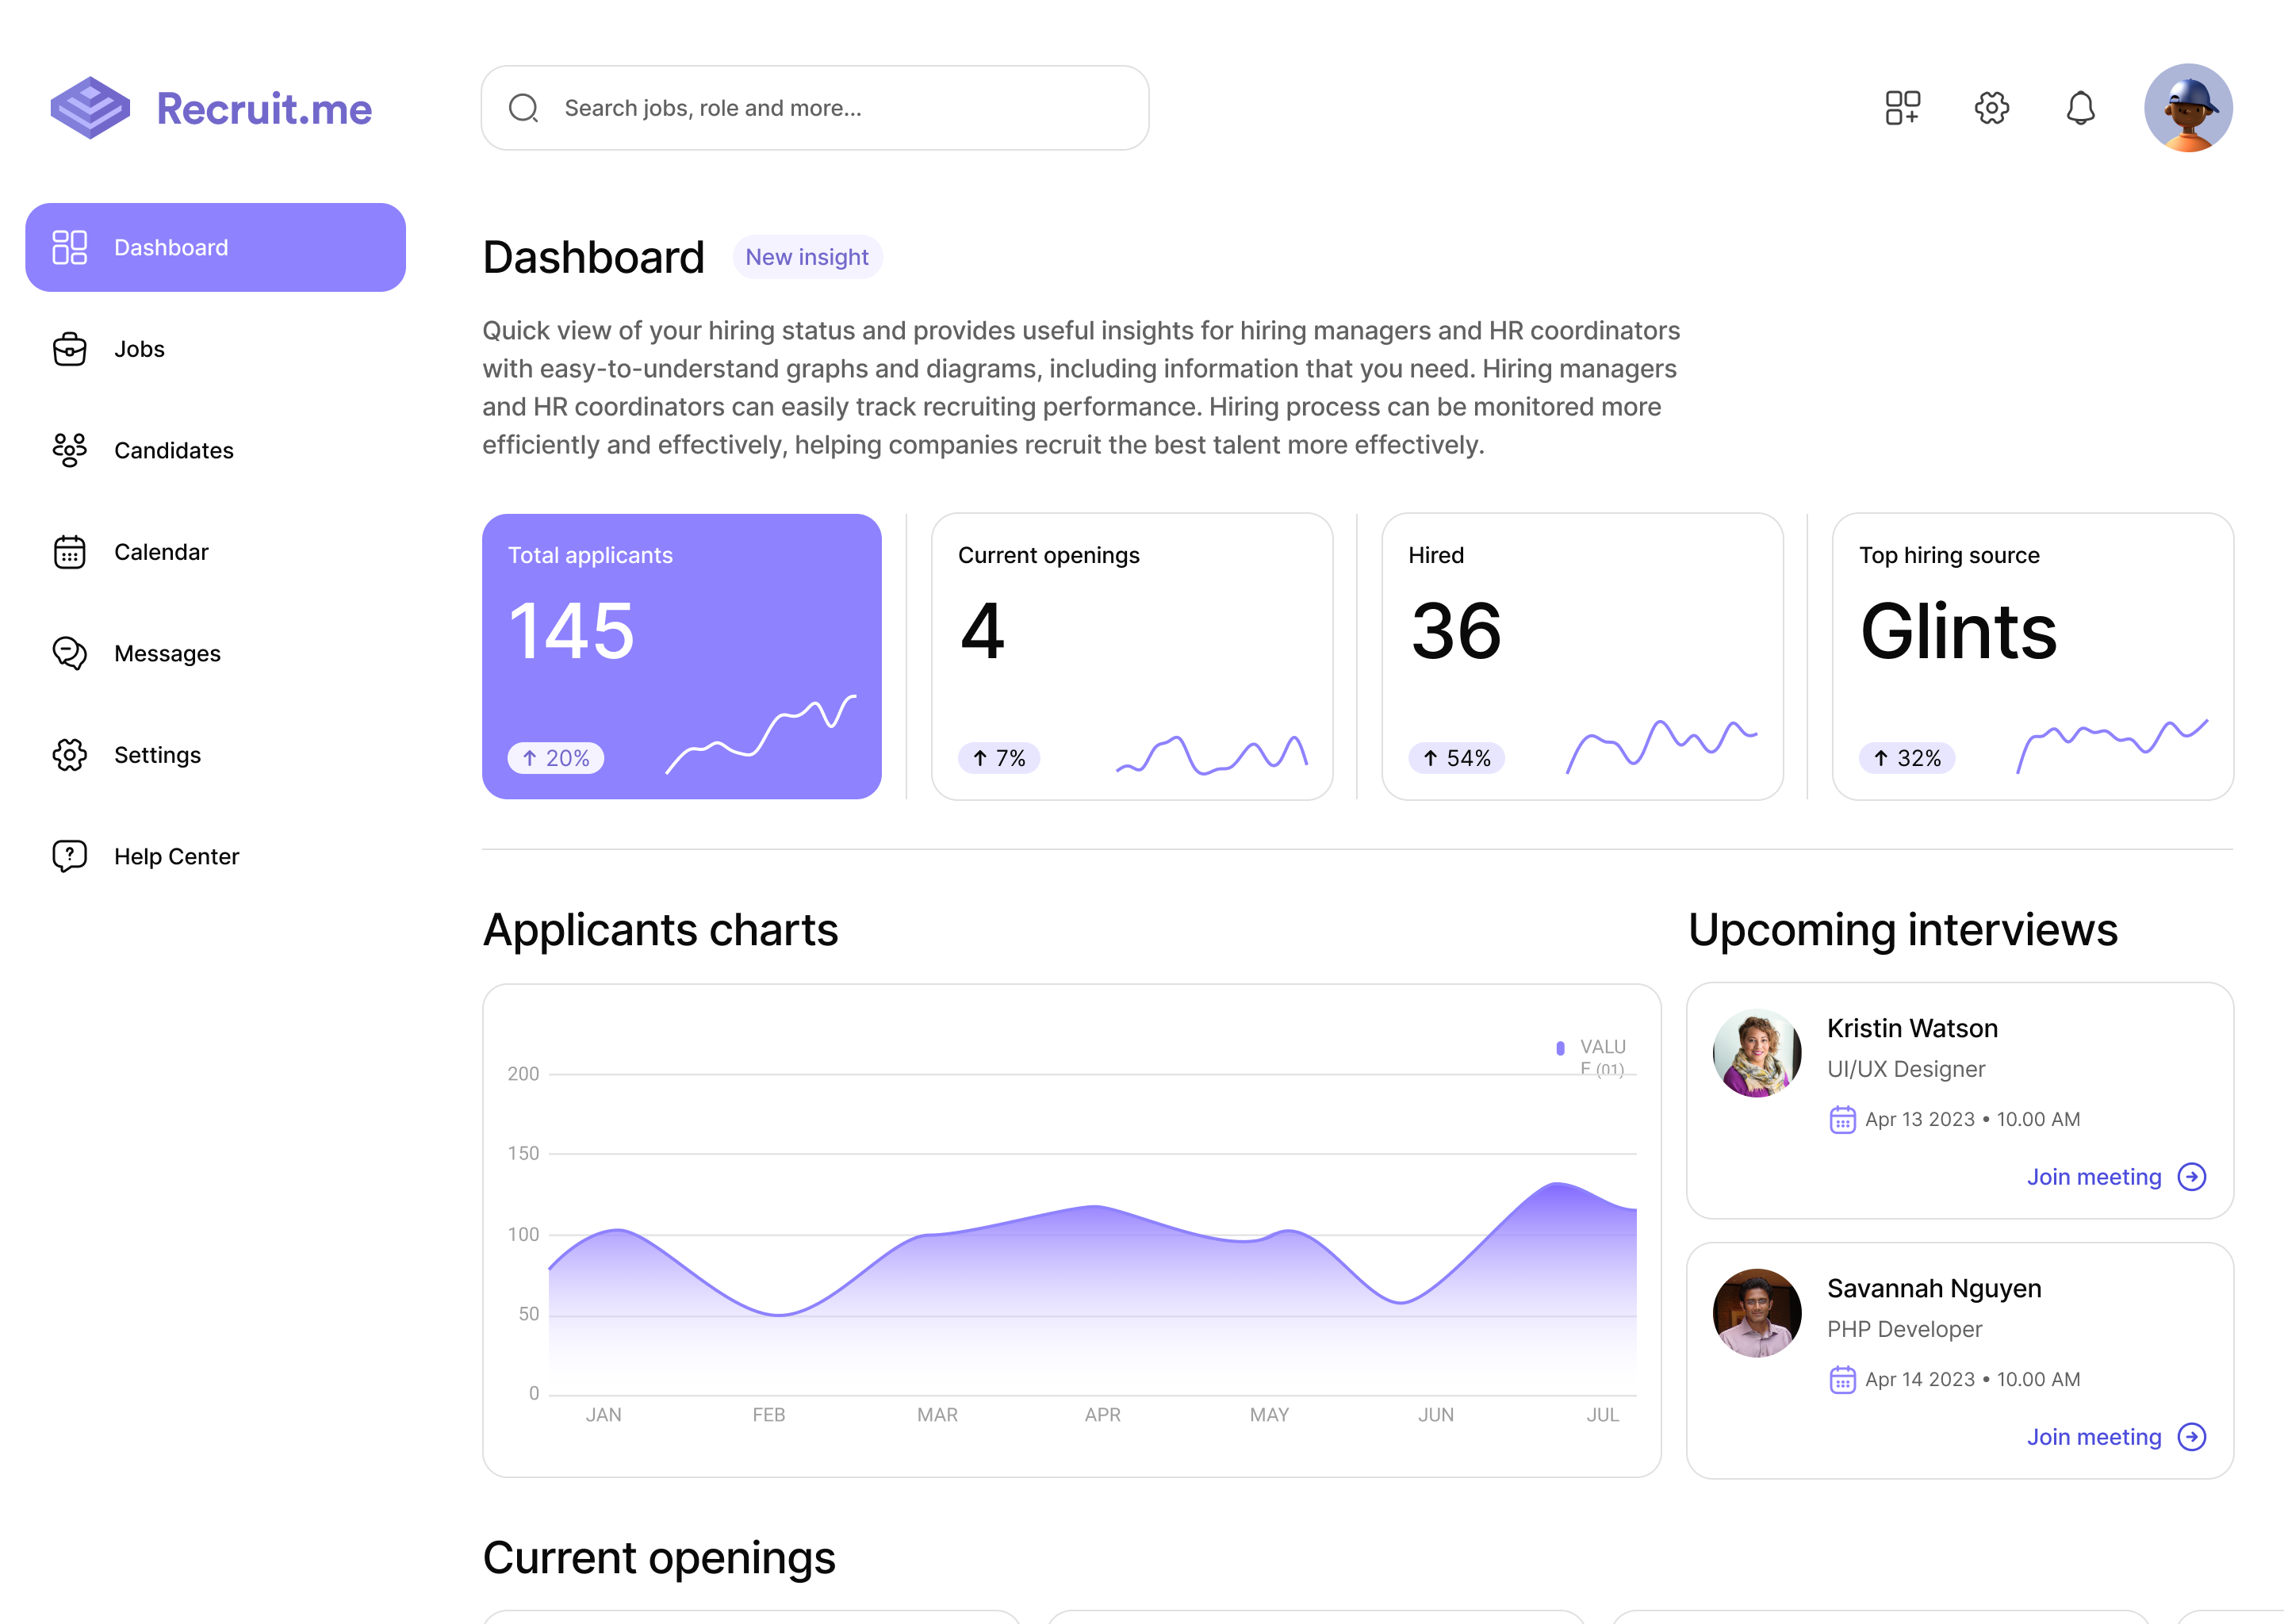 Recruit.me
Search jobs, role and more...
Dashboard
Jobs
Candidates
Calendar
Messages
Settings
Help Center
Dashboard
New insight
Quick view of your hiring status and provides useful insights for hiring managers and HR coordinators
with easy-to-understand graphs and diagrams, including information that you need. Hiring managers
and HR coordinators can easily track recruiting performance. Hiring process can be monitored more
efficiently and effectively, helping companies recruit the best talent more effectively.
Total applicants
145
↑ 20%
Current openings
4
↑ 7%
Hired
36
↑ 54%
Top hiring source
Glints
↑ 32%
Applicants charts
VALU
E (01)
200
150
100
50
0
JAN
FEB
MAR
APR
MAY
JUN
JUL
Upcoming interviews
Kristin Watson
UI/UX Designer
Apr 13 2023 • 10.00 AM
Join meeting
Savannah Nguyen
PHP Developer
Apr 14 2023 • 10.00 AM
Join meeting
Current openings